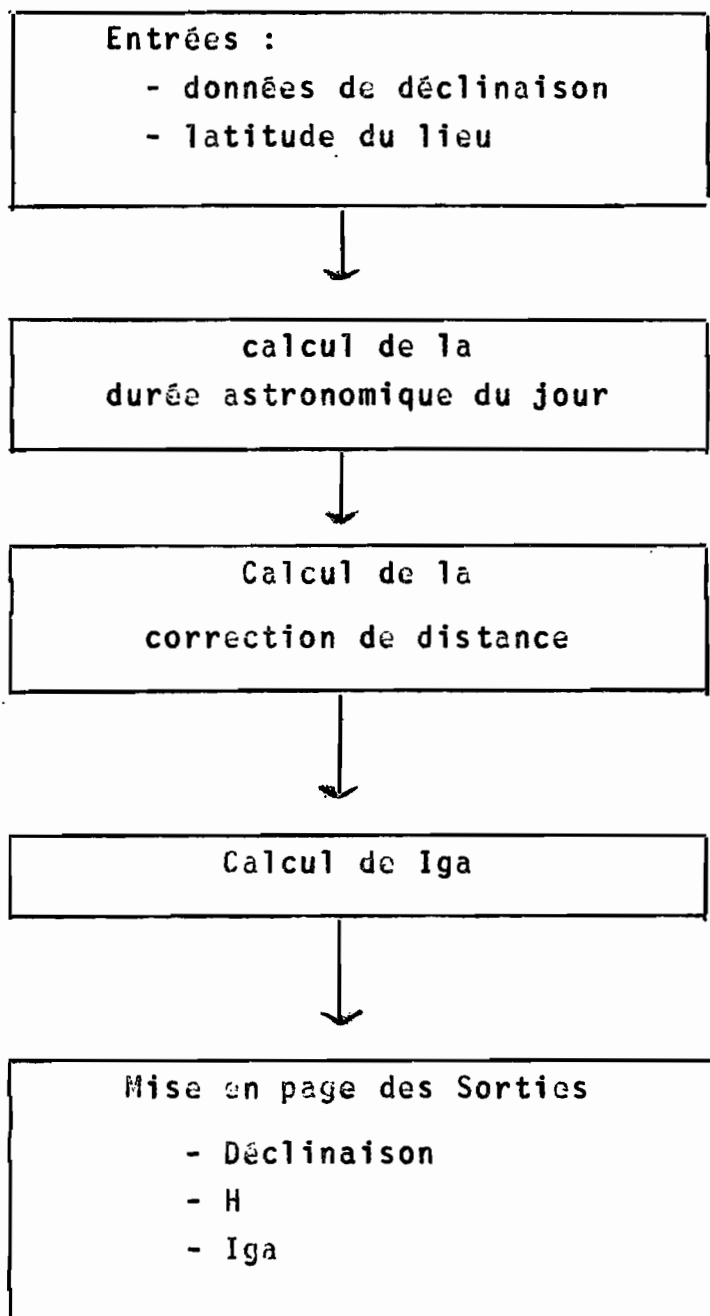 Entrées :
- données de déclinaison
- latitude du lieu
calcul de la
durée astronomique du jour
Calcul de la
correction de distance
Calcul de Iga
Mise en page des Sorties
- Déclinaison
- H
- Iga